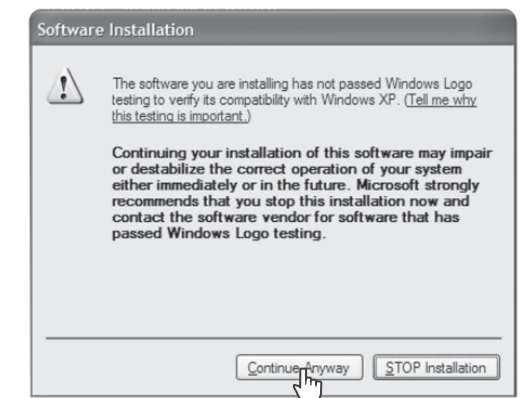 Software Installation
The software you are installing has not passed Windows Logo
testing to verify its compatibility with Windows XP. (Tell me why
this testing is important.)
Continuing your installation of this software may impair
or destabilize the correct operation of your system
either immediately or in the future. Microsoft strongly
recommends that you stop this installation now and
contact the software vendor for software that has
passed Windows Logo testing.
Continue Anyway
STOP Installation